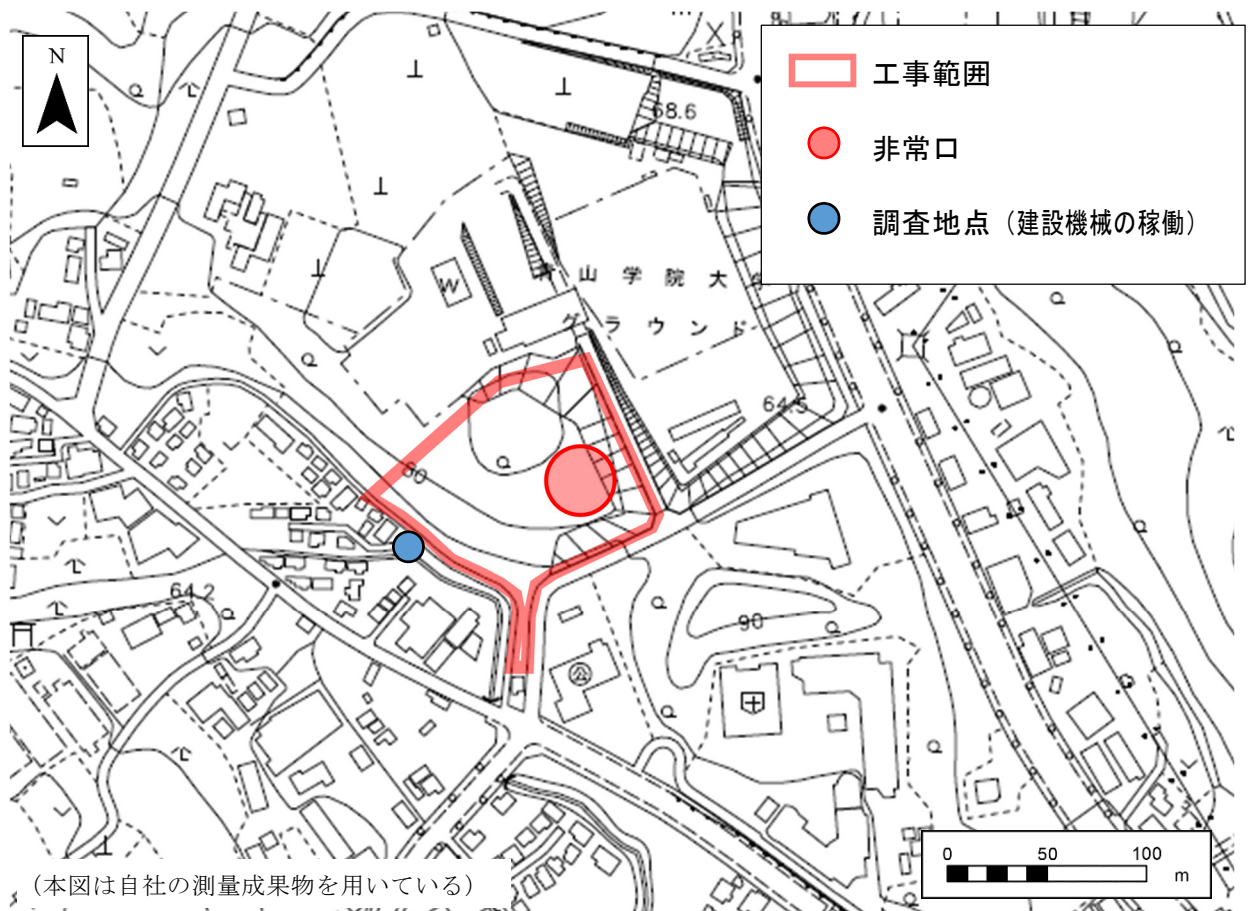 N
工事範囲
非常口
調査地点（建設機械の稼働）
68.6
W
山学院大
グラウンド
64.5
60
64.2
90
公
0 50 100
m
（本図は自社の測量成果物を用いている）